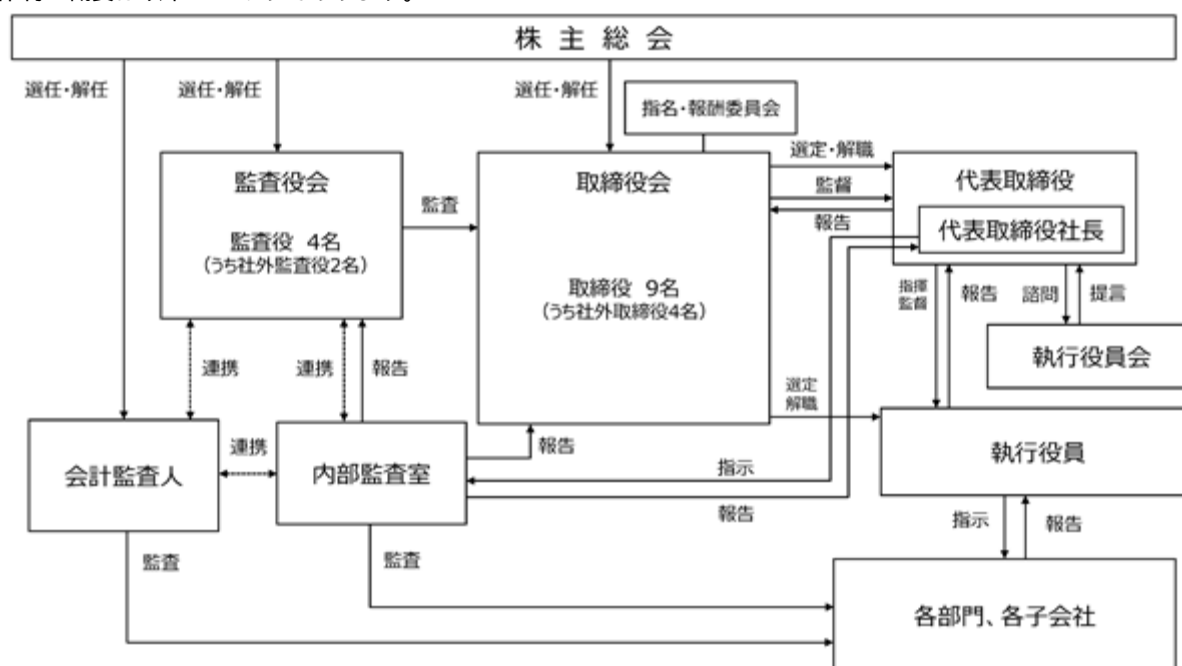 株主総会
選任・解任
選任・解任
選任・解任
指名・報酬委員会
監査役会
監査役 4名
（うち社外監査役2名）
監査
取締役会
取締役 9名
（うち社外取締役4名）
選定・解職
監督
報告
代表取締役
代表取締役社長
指揮
監督
報告
諮問
提言
執行役員会
連携
連携
報告
選定
解職
会計監査人
連携
内部監査室
報告
指示
報告
執行役員
指示
報告
監査
監査
各部門、各子会社